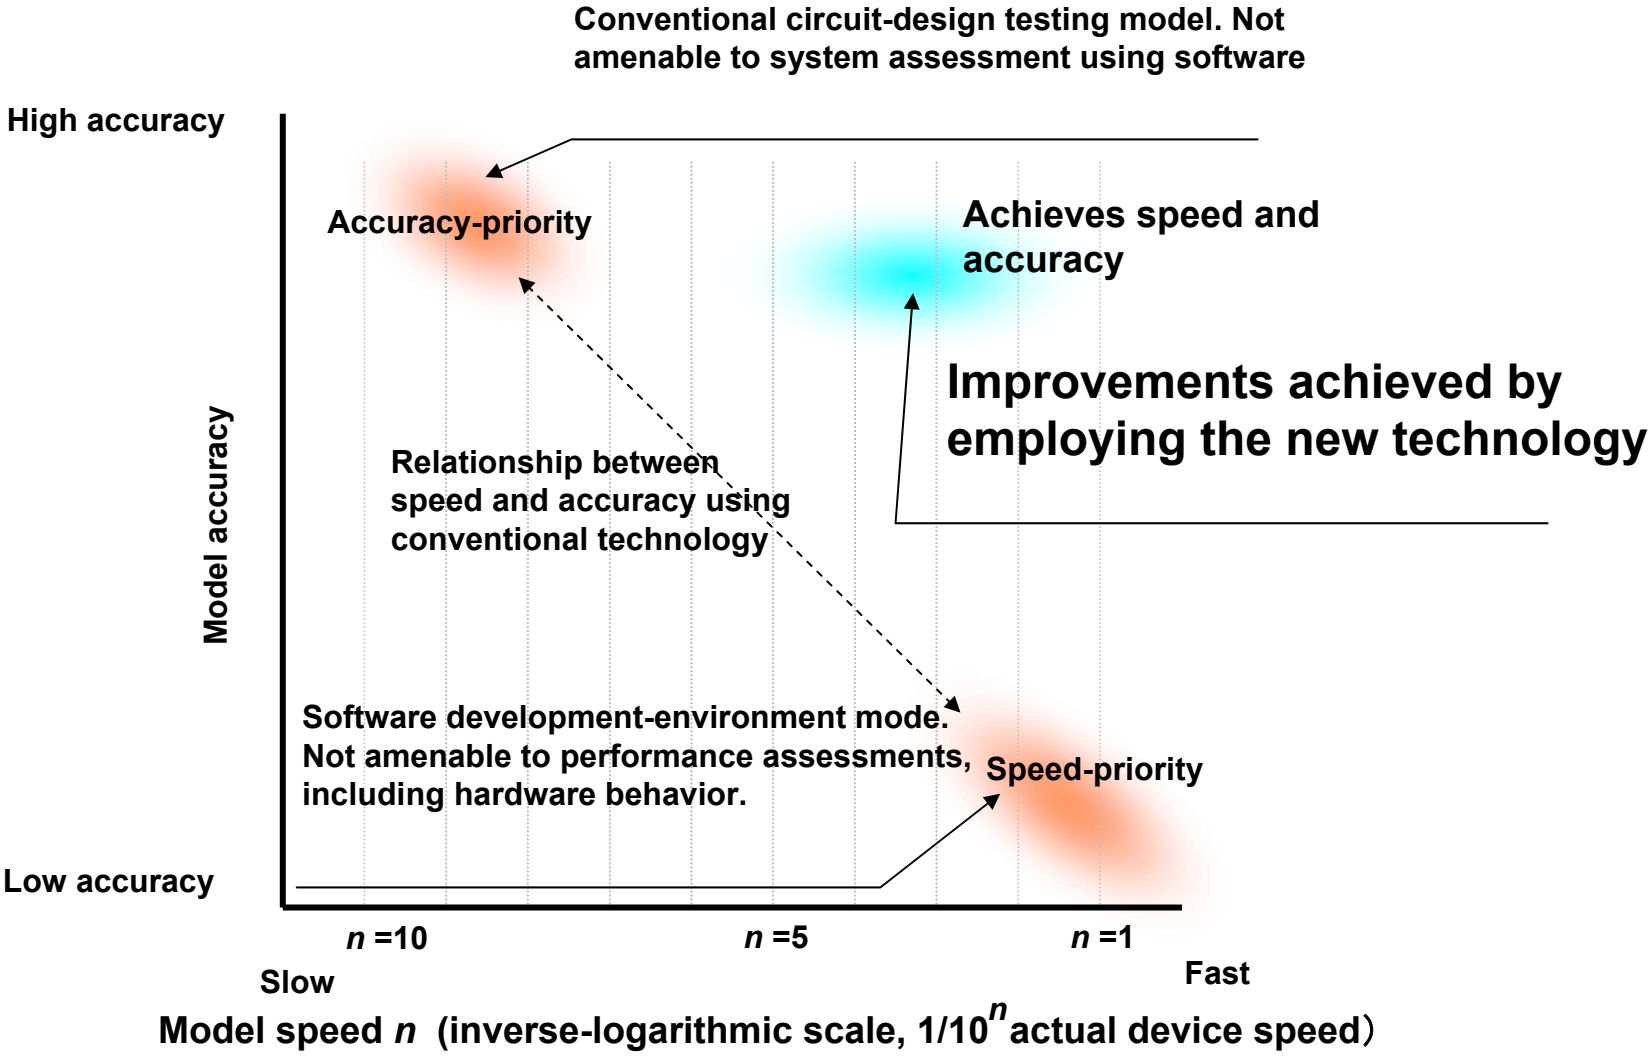 Conventional circuit-design testing model. Not
amenable to system assessment using software
High accuracy
Accuracy-priority
Achieves speed and
accuracy
Improvements achieved by
employing the new technology
Model accuracy
Relationship between
speed and accuracy using
conventional technology
Software development-environment mode.
Not amenable to performance assessments,
including hardware behavior.
Speed-priority
Low accuracy
n =10
n =5
n =1
Slow
Fast
Model speed n (inverse-logarithmic scale, 1/10^n actual device speed)